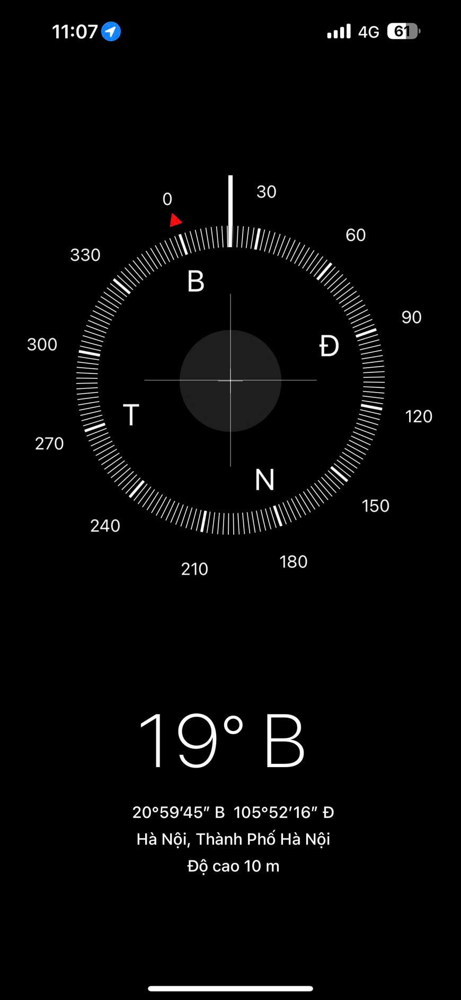 11:07 4G 61
0 30
60
330
B
90
Đ
300
T
120
270
N
150
240
180
210
19° B
20°59’45” B 105°52’16” Đ
Hà Nội, Thành Phố Hà Nội
Độ cao 10 m